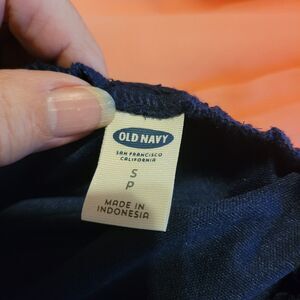 OLD NAVY
SAN FRANCISCO
CALIFORNIA
S
P
MADE IN
INDONESIA